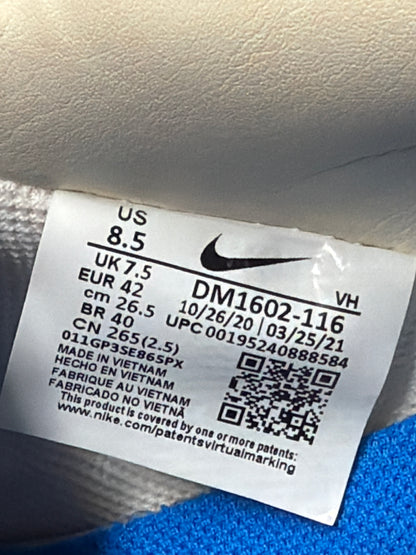 US
8.5
UK 7.5
EUR 42
cm 26.5
BR 40
CN 265(2.5)
011GP3SE865PX
MADE IN VIETNAM
HECHO EN VIETNAM
FABRIQUE AU VIETNAM
FABRICADO NO VIETNÃ
This product is covered by one or more patents:
www.nike.com/patentsvirtualmarking
VH
DM1602-116
10/26/20 | 03/25/21
UPC 00195240888584